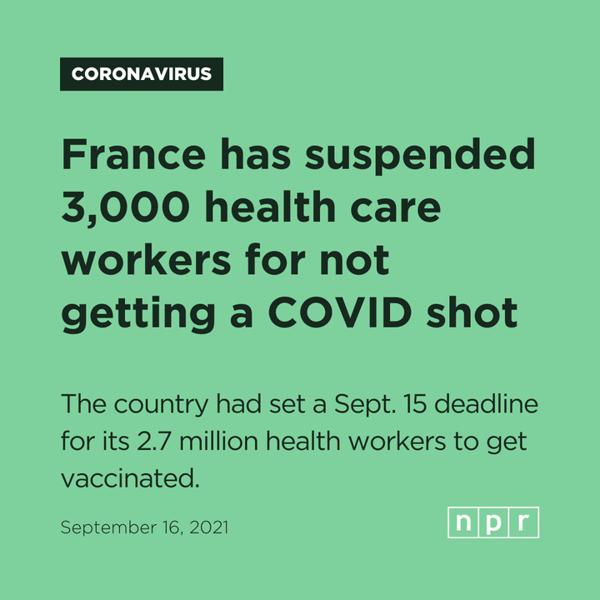 CORONAVIRUS
France has suspended
3,000 health care
workers for not
getting a COVID shot
The country had set a Sept. 15 deadline
for its 2.7 million health workers to get
vaccinated.
September 16, 2021
npr